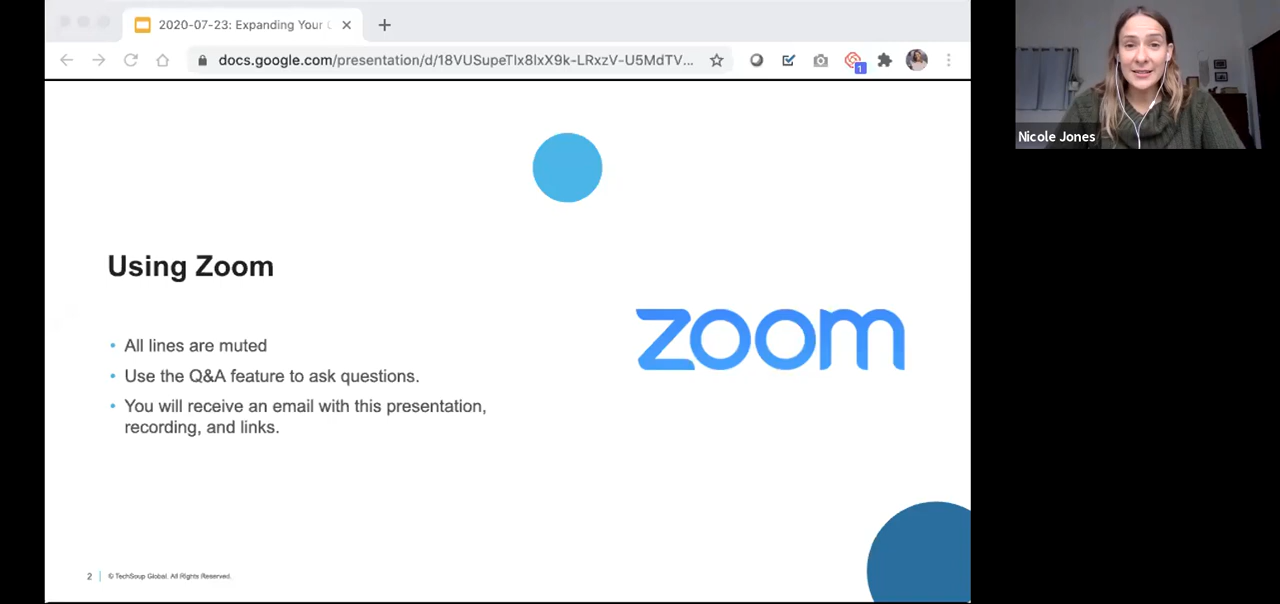 2020-07-23: Expanding Your
docs.google.com/presentation/d/18VUSupeTlx8lxX9k-LRxzV-U5MdTV...
1
Nicole Jones
Using Zoom
zoom
• All lines are muted
• Use the Q&A feature to ask questions.
• You will receive an email with this presentation,
recording, and links.
2 | © TechSoup Global. All Rights Reserved.